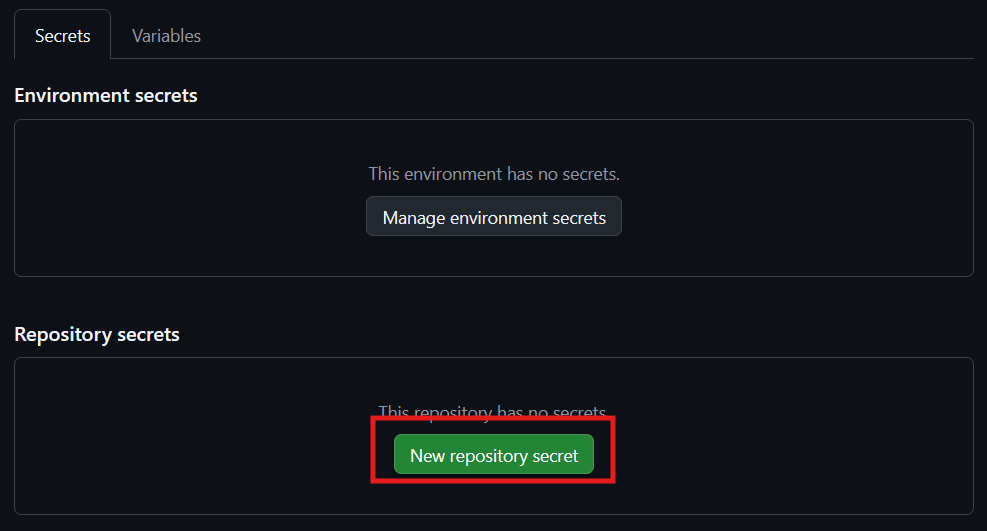 Secrets Variables
Environment secrets
This environment has no secrets.
Manage environment secrets
Repository secrets
This repository has no secrets.
New repository secret